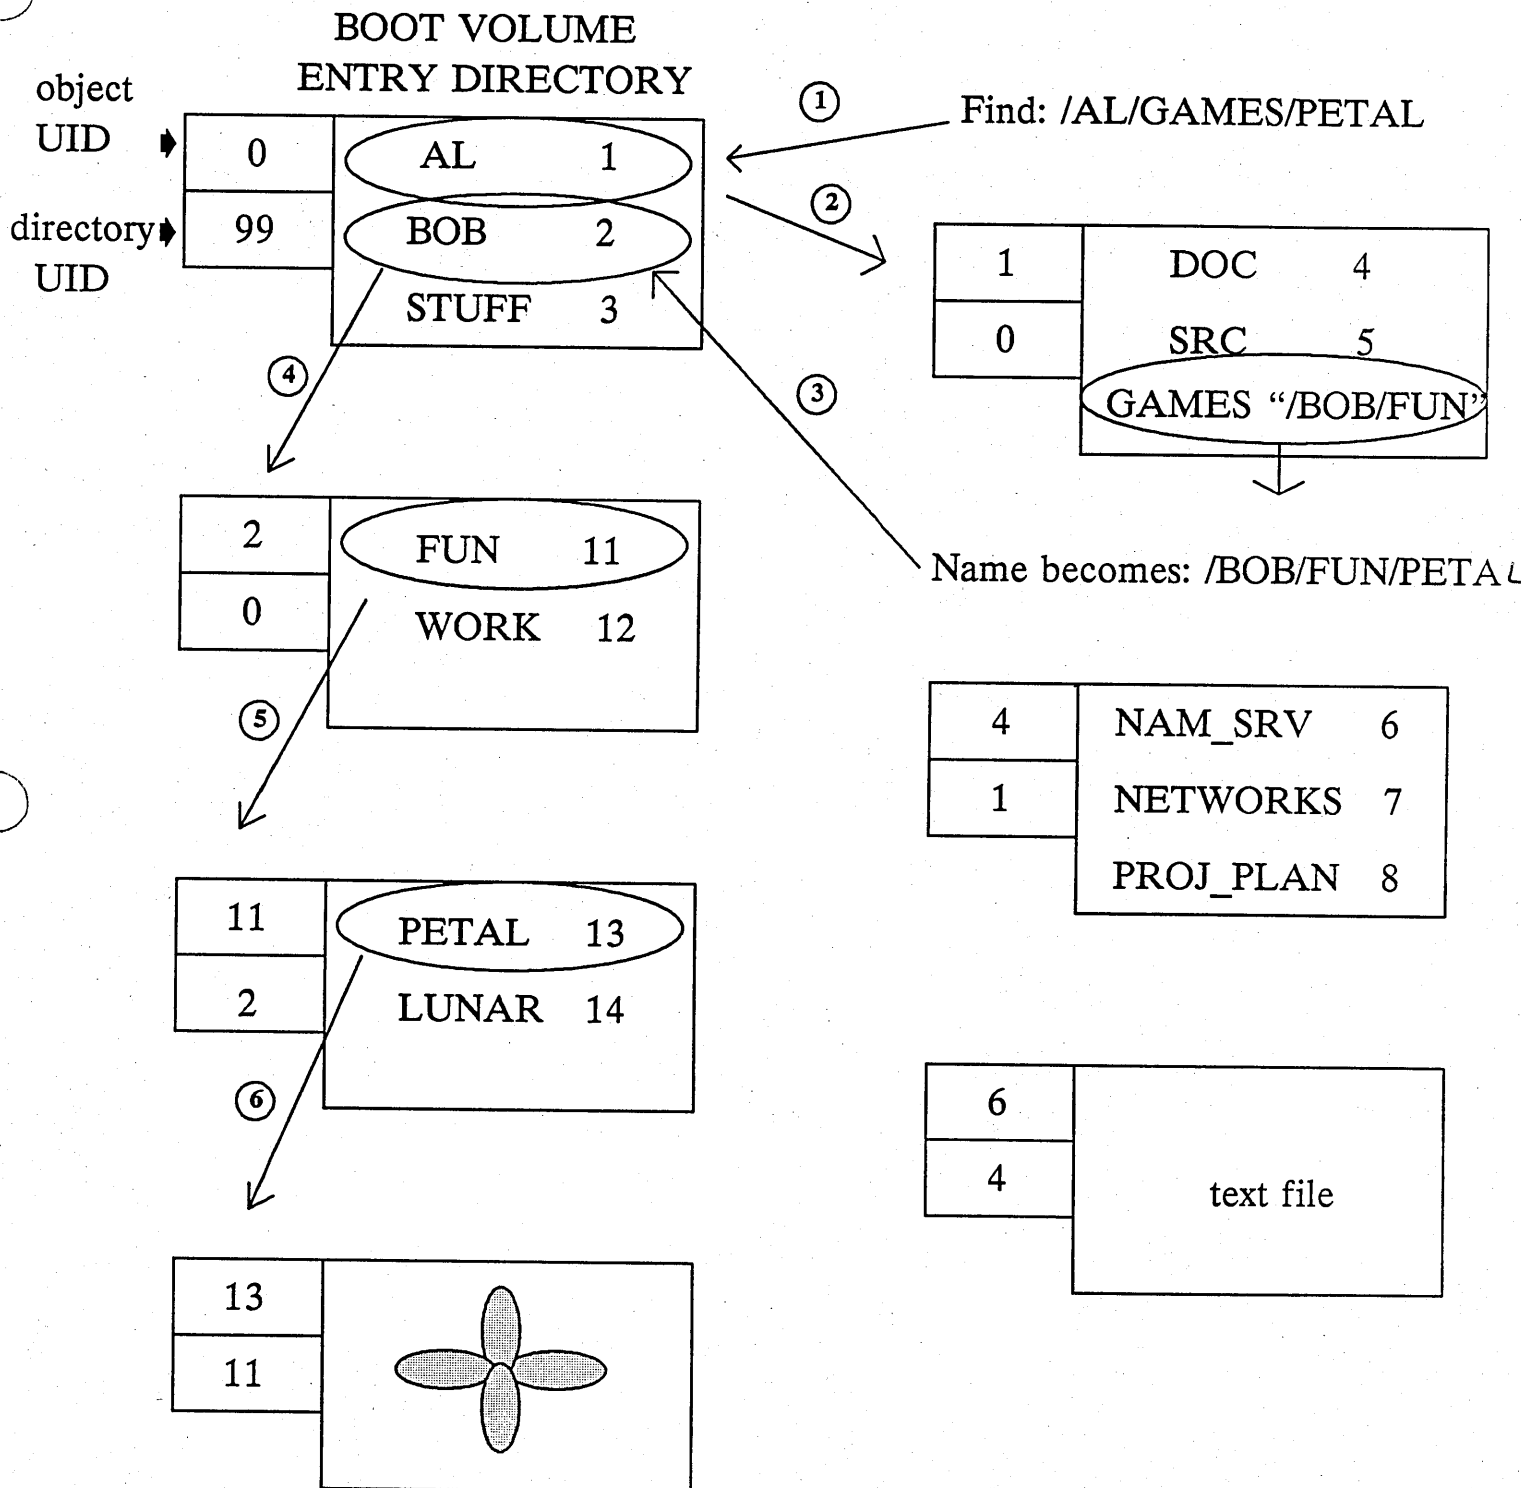 BOOT VOLUME
ENTRY DIRECTORY
object
UID
directory
UID
0
99
AL 1
BOB 2
STUFF 3
1
Find: /AL/GAMES/PETAL
2
1
0
DOC 4
SRC 5
GAMES “/BOB/FUN”
3
Name becomes: /BOB/FUN/PETAL
4
2
0
FUN 11
WORK 12
5
11
2
PETAL 13
LUNAR 14
6
13
11
4
1
NAM_SRV 6
NETWORKS 7
PROJ_PLAN 8
6
4
text file